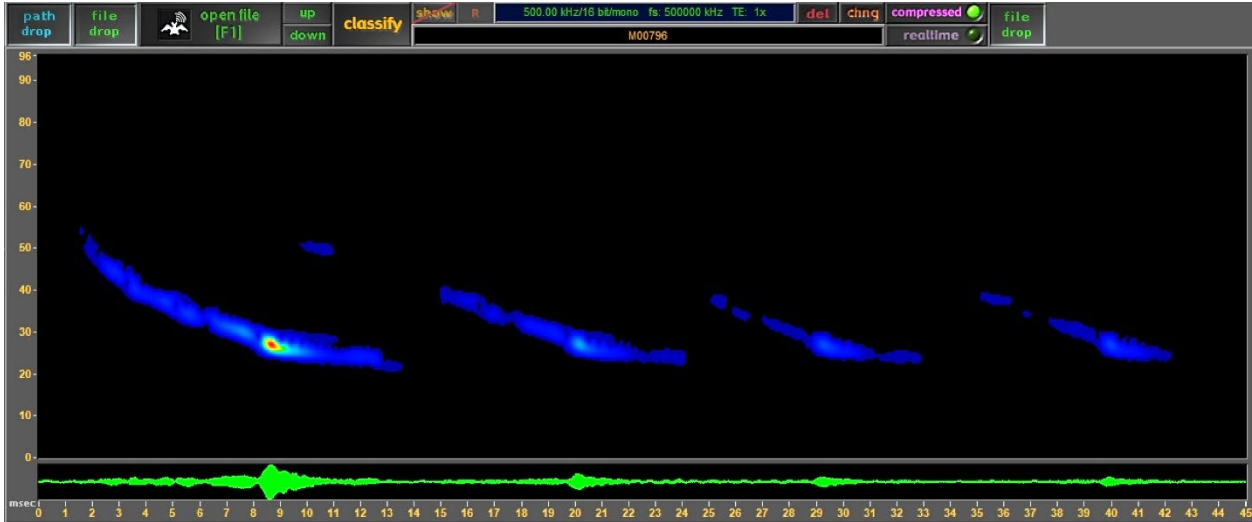 path drop
file drop
open file [F1]
up
down
classify
show
R
500.00 kHz/16 bit/mono fs: 500000 kHz TE: 1x
M00796
del
chng
compressed
realtime
file drop
96
90
80
70
60
50
40
30
20
10
0
msec
0 1 2 3 4 5 6 7 8 9 10 11 12 13 14 15 16 17 18 19 20 21 22 23 24 25 26 27 28 29 30 31 32 33 34 35 36 37 38 39 40 41 42 43 44 45